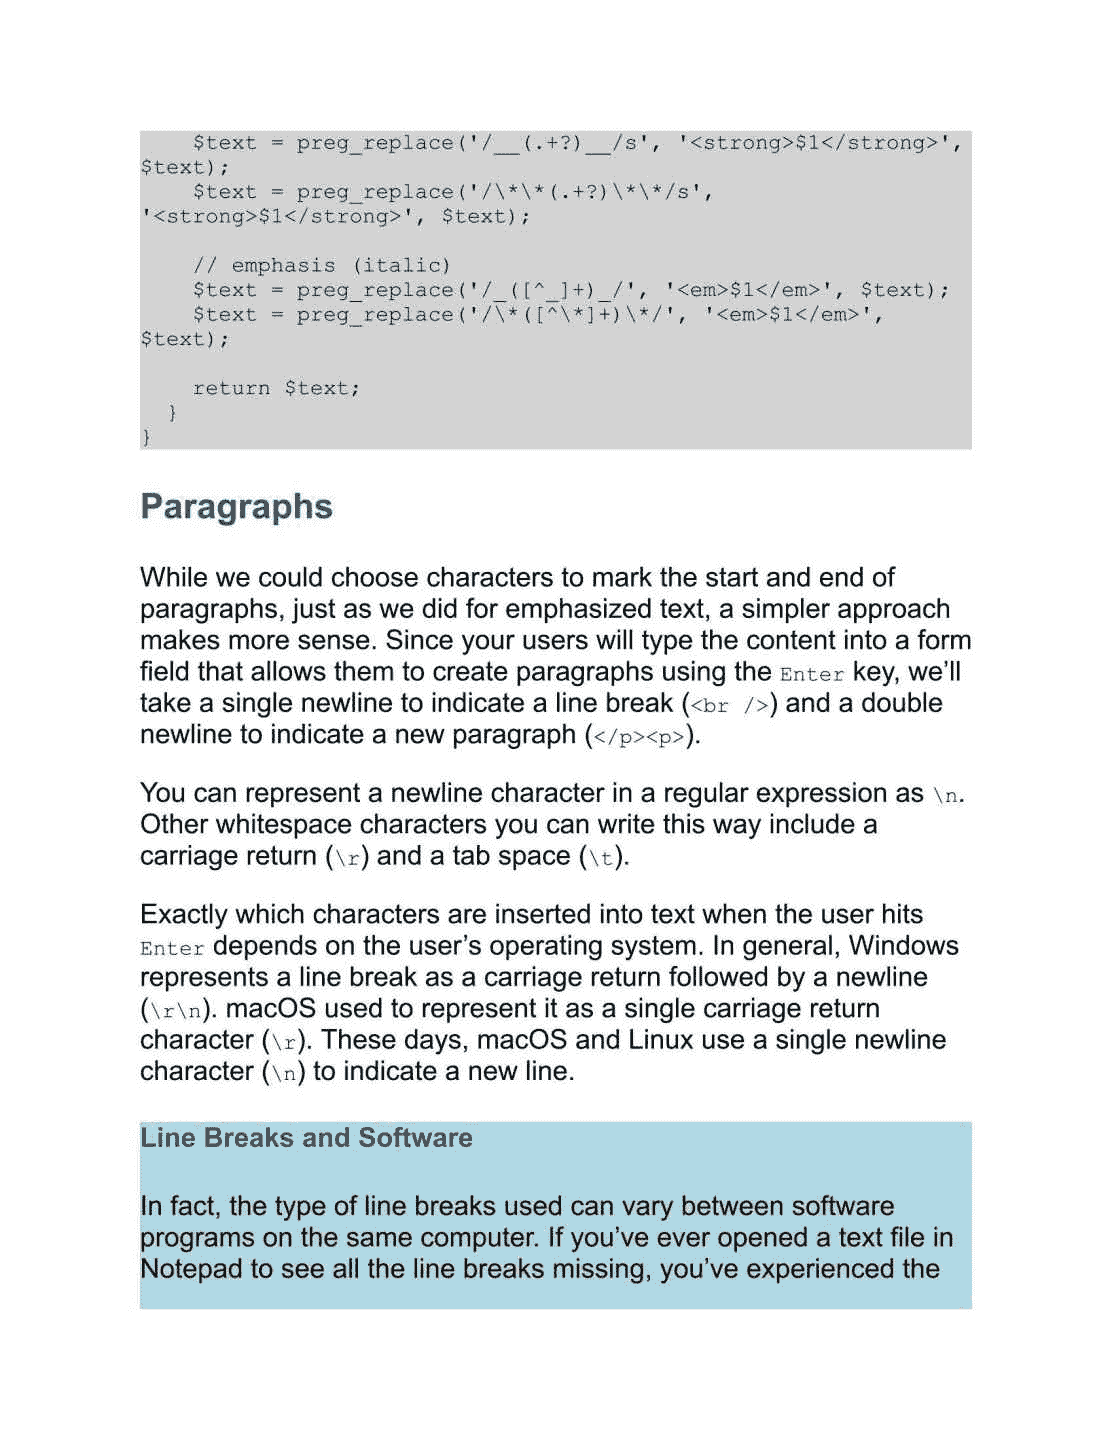 $text = preg_replace('/__(.+?)__/s', '<strong>$1</strong>',
$text);
    $text = preg_replace('/\*\*(.+?)\*\*/s',
'<strong>$1</strong>', $text);

    // emphasis (italic)
    $text = preg_replace('/_([^_]+)_/', '<em>$1</em>', $text);
    $text = preg_replace('/\*([^\*]+)\*/', '<em>$1</em>',
$text);

    return $text;
  }
}
Paragraphs
While we could choose characters to mark the start and end of
paragraphs, just as we did for emphasized text, a simpler approach
makes more sense. Since your users will type the content into a form
field that allows them to create paragraphs using the Enter key, we’ll
take a single newline to indicate a line break (<br />) and a double
newline to indicate a new paragraph (</p><p>).
You can represent a newline character in a regular expression as \n.
Other whitespace characters you can write this way include a
carriage return (\r) and a tab space (\t).
Exactly which characters are inserted into text when the user hits
Enter depends on the user’s operating system. In general, Windows
represents a line break as a carriage return followed by a newline
(\r\n). macOS used to represent it as a single carriage return
character (\r). These days, macOS and Linux use a single newline
character (\n) to indicate a new line.
Line Breaks and Software
In fact, the type of line breaks used can vary between software
programs on the same computer. If you’ve ever opened a text file in
Notepad to see all the line breaks missing, you’ve experienced the